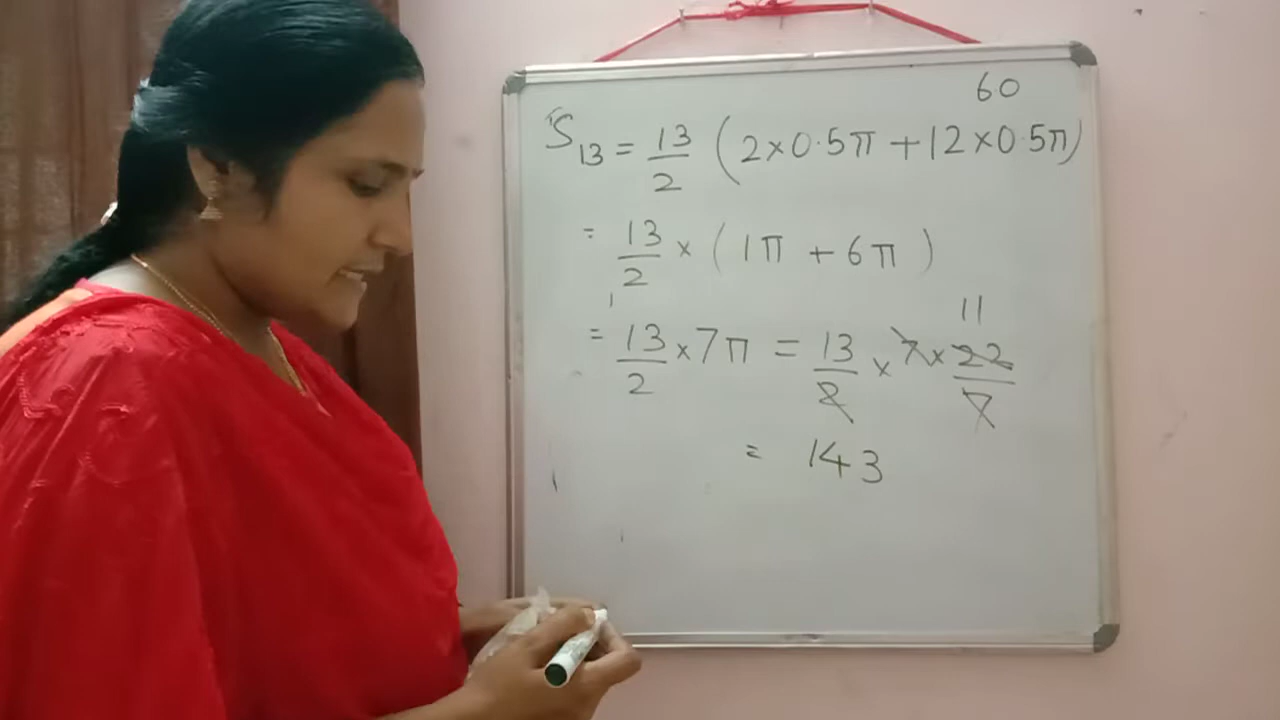 60
S₁₃ = 13/2 (2×0.5π + 12×0.5π)
= 13/2 × (1π + 6π)
11
= 13/2 × 7π = 13/2 × 7 × 22/7
= 143